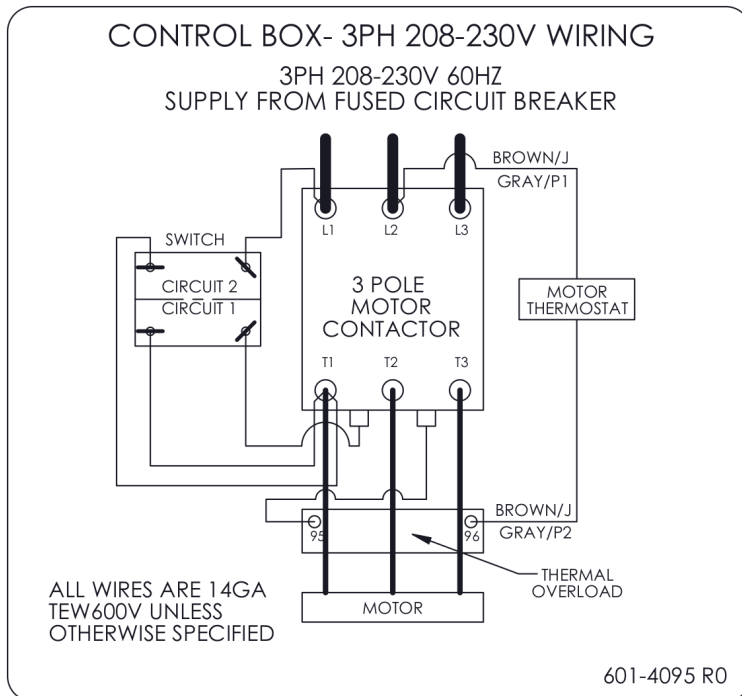 CONTROL BOX- 3PH 208-230V WIRING
3PH 208-230V 60HZ
SUPPLY FROM FUSED CIRCUIT BREAKER
BROWN/J
GRAY/P1
L1
L2
L3
SWITCH
CIRCUIT 2
CIRCUIT 1
3 POLE
MOTOR
CONTACTOR
MOTOR
THERMOSTAT
T1
T2
T3
BROWN/J
GRAY/P2
95
96
THERMAL
OVERLOAD
MOTOR
ALL WIRES ARE 14GA
TEW600V UNLESS
OTHERWISE SPECIFIED
601-4095 R0